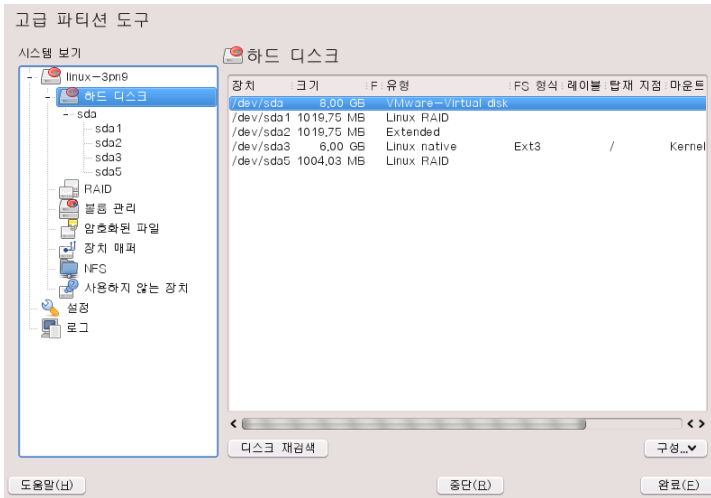 고급 파티션 도구
시스템 보기
linux-3pn9
하드 디스크
sda
sda1
sda2
sda3
sda5
RAID
볼륨 관리
암호화된 파일
장치 매퍼
NFS
사용하지 않는 장치
설정
로그
하드 디스크
장치 크기 F 유형 FS 형식 레이블 탑재 지점 마운트
/dev/sda 8,00 GB VMware-Virtual disk
/dev/sda1 1019,75 MB Linux RAID
/dev/sda2 1019,75 MB Extended
/dev/sda3 6,00 GB Linux native Ext3 / Kernel
/dev/sda5 1004,03 MB Linux RAID
디스크 재검색
구성...
도움말(H)
중단(R)
완료(F)